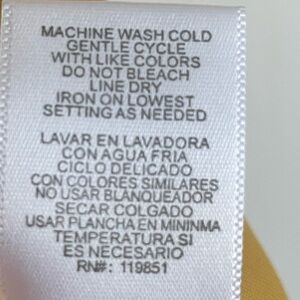 MACHINE WASH COLD
GENTLE CYCLE
WITH LIKE COLORS
DO NOT BLEACH
LINE DRY
IRON ON LOWEST
SETTING AS NEEDED
LAVAR EN LAVADORA
CON AGUA FRIA
CICLO DELICADO
CON COLORES SIMILARES
NO USAR BLANQUEADOR
SECAR COLGADO
USAR PLANCHA EN MININMA
TEMPERATURA SI
ES NECESARIO
RN#: 119851